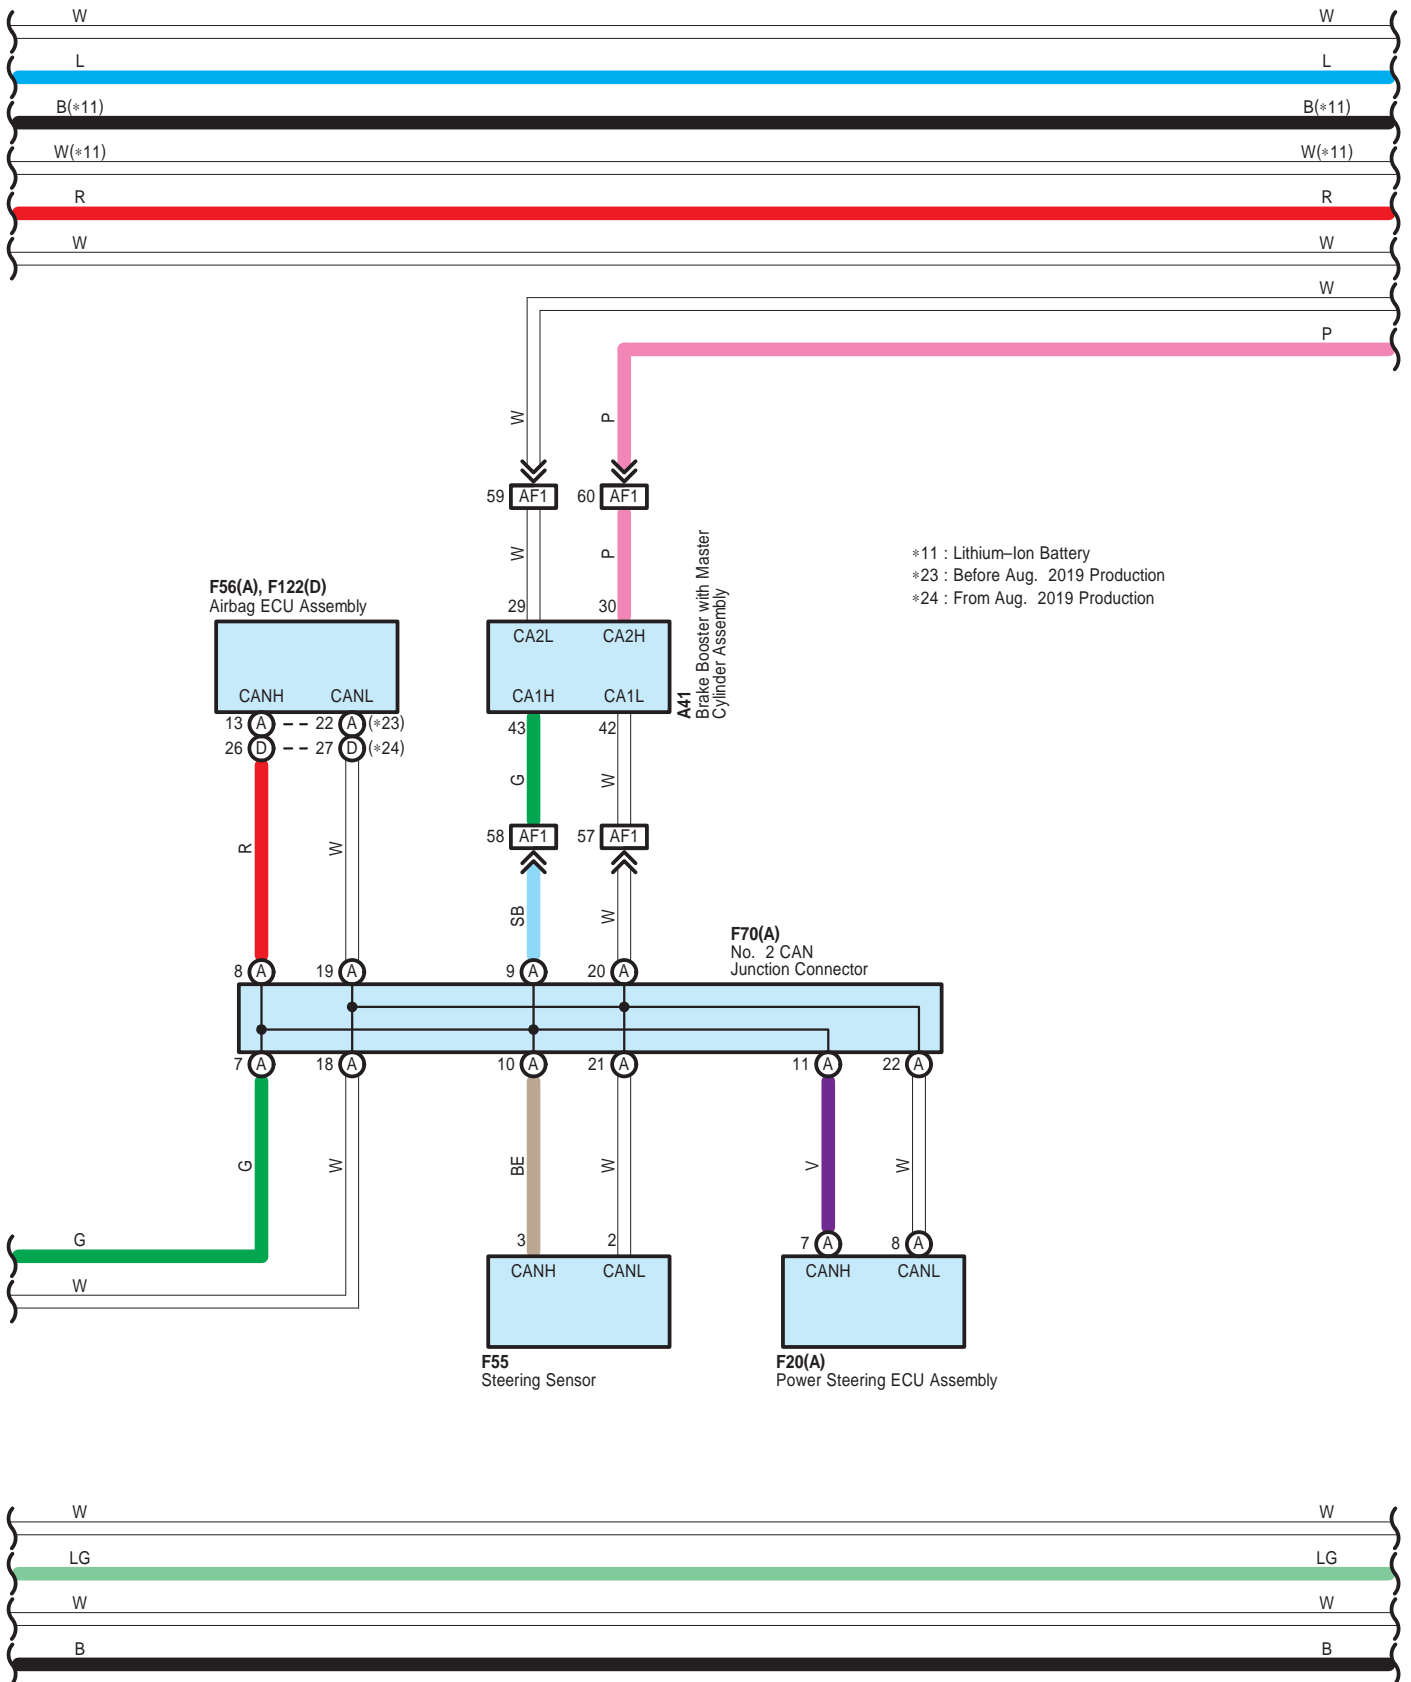 W W
L L
B(*11) B(*11)
W(*11) W(*11)
R R
W W
W
P
W P
59 AF1 60 AF1
W P
*11 : Lithium–Ion Battery
*23 : Before Aug. 2019 Production
*24 : From Aug. 2019 Production
F56(A), F122(D)
Airbag ECU Assembly
29 30
CA2L CA2H
A41
Brake Booster with Master
Cylinder Assembly
CANH CANL
CA1H CA1L
13 A 22 A (*23)
26 D 27 D (*24)
43 42
G W
58 AF1 57 AF1
R W
SB W
F70(A)
No. 2 CAN
Junction Connector
8 A 19 A 9 A 20 A
7 A 18 A 10 A 21 A 11 A 22 A
G W BE W V W
G
W
3 2
7 A 8 A
CANH CANL
CANH CANL
F55
Steering Sensor
F20(A)
Power Steering ECU Assembly
W W
LG LG
W W
B B